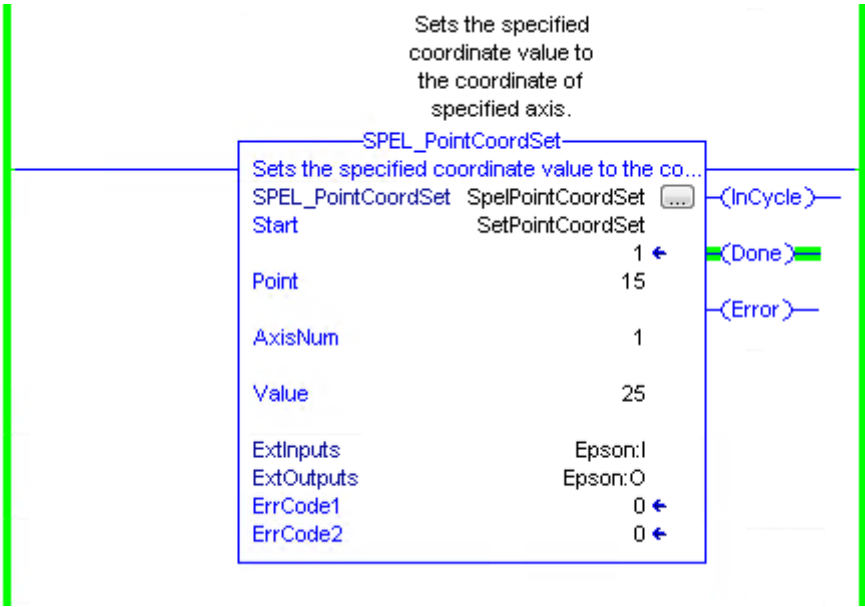 Sets the specified
coordinate value to
the coordinate of
specified axis.
SPEL_PointCoordSet
Sets the specified coordinate value to the co...
SPEL_PointCoordSet SpelPointCoordSet ...
(InCycle)
Start SetPointCoordSet
1
(Done)
Point 15
(Error)
AxisNum 1
Value 25
ExtInputs Epson:I
ExtOutputs Epson:O
ErrCode1 0
ErrCode2 0